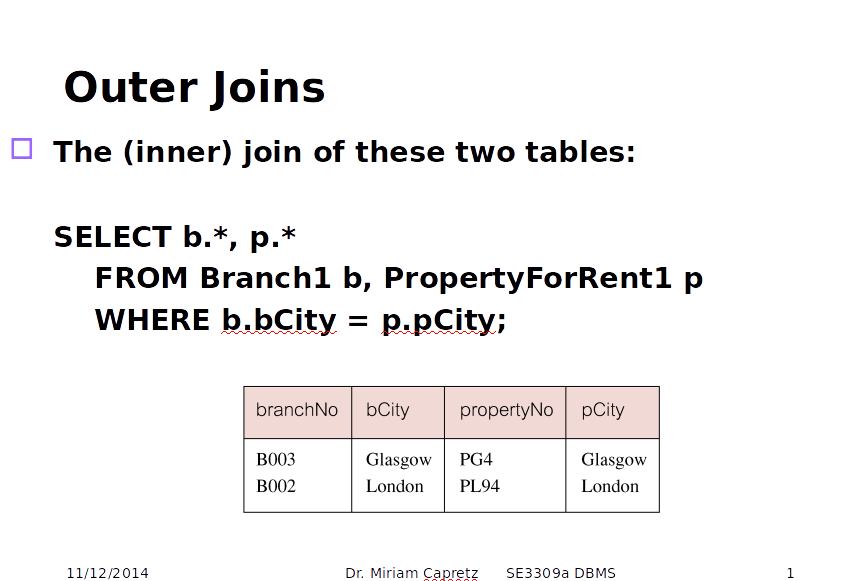 Outer Joins
The (inner) join of these two tables:
SELECT b.*, p.*
FROM Branch1 b, PropertyForRent1 p
WHERE b.bCity = p.pCity;
branchNo bCity propertyNo pCity
B003 Glasgow PG4 Glasgow
B002 London PL94 London
11/12/2014 Dr. Miriam Capretz SE3309a DBMS 1